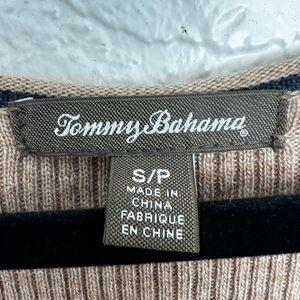 Tommy Bahama®
S/P
MADE IN
CHINA
FABRIQUE
EN CHINE